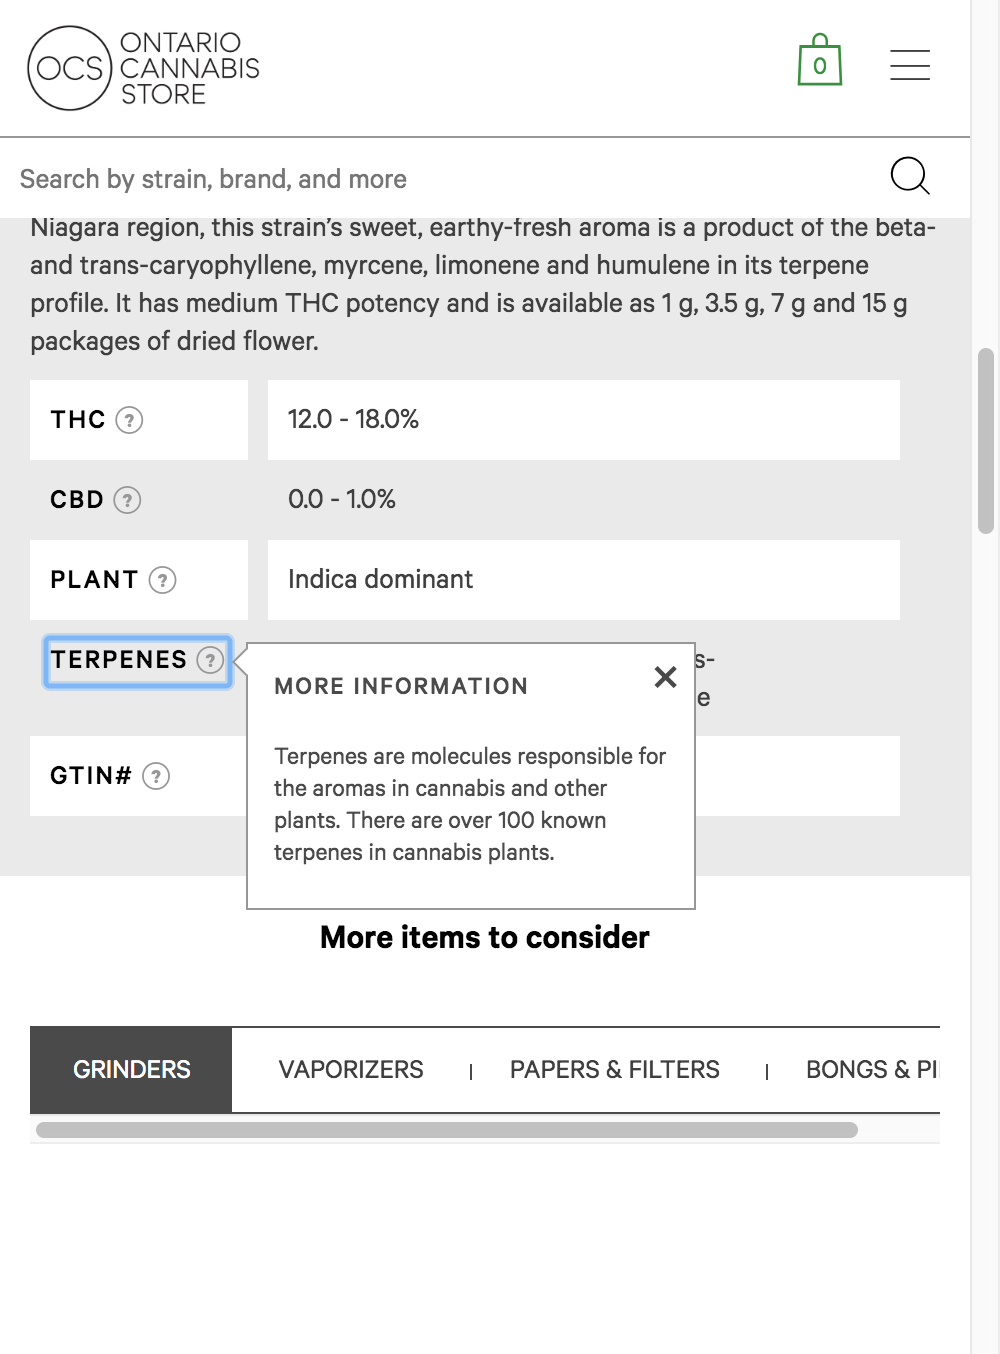 OCS
ONTARIO
CANNABIS
STORE
0
Search by strain, brand, and more
Niagara region, this strain’s sweet, earthy-fresh aroma is a product of the beta-
and trans-caryophyllene, myrcene, limonene and humulene in its terpene
profile. It has medium THC potency and is available as 1 g, 3.5 g, 7 g and 15 g
packages of dried flower.
THC ? 12.0 - 18.0%
CBD ? 0.0 - 1.0%
PLANT ? Indica dominant
TERPENES ?
s-
e
MORE INFORMATION
Terpenes are molecules responsible for
the aromas in cannabis and other
plants. There are over 100 known
terpenes in cannabis plants.
GTIN# ?
More items to consider
GRINDERS VAPORIZERS | PAPERS & FILTERS | BONGS & PI